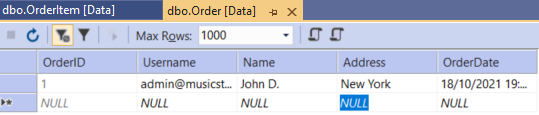 dbo.OrderItem [Data] dbo.Order [Data]
Max Rows: 1000
OrderID Username Name Address OrderDate
1 admin@musicst... John D. New York 18/10/2021 19:...
NULL NULL NULL NULL NULL